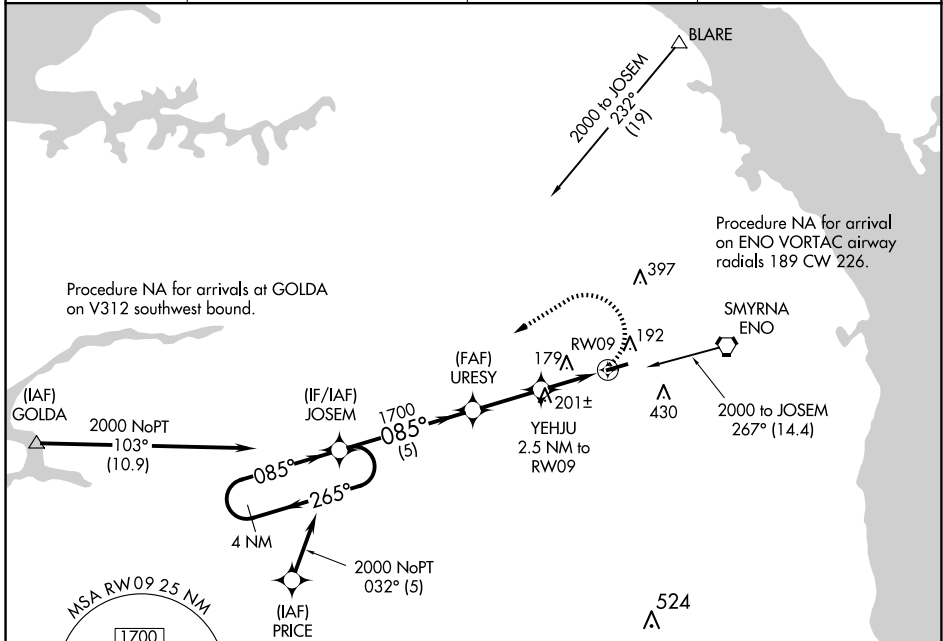 BLARE
2000 to JOSEM
232°
(19)
Procedure NA for arrival
on ENO VORTAC airway
radials 189 CW 226.
397
Procedure NA for arrivals at GOLDA
on V312 southwest bound.
SMYRNA
ENO
192
RW09
179
(FAF)
URESY
(IF/IAF)
JOSEM
(IAF)
GOLDA
2000 NoPT
103°
(10.9)
1700
085°
(5)
201±
YEHJU
2.5 NM to
RW09
430
2000 to JOSEM
267° (14.4)
085°
265°
4 NM
2000 NoPT
032° (5)
(IAF)
PRICE
524
MSA RW09 25 NM
1700